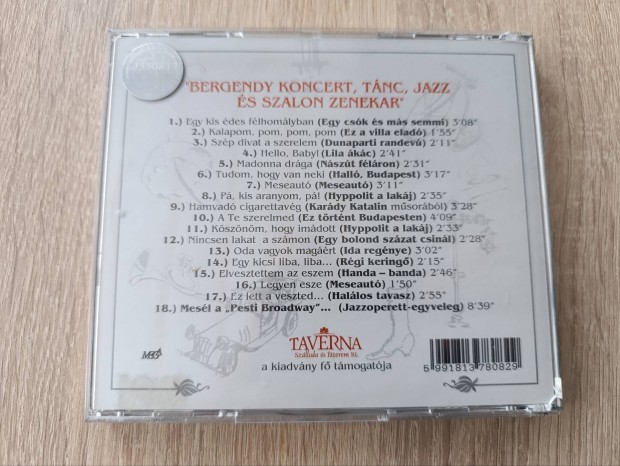 "BERGENDY KONCERT, TÁNC, JAZZ
ÉS SZALON ZENEKAR"
1.) Egy kis édes félhomályban (Egy csók és más semmi) 3'08"
2.) Kalapom, pom, pom, pom (Ez a villa eladó) 1'55"
3.) Szép divat a szerelem (Dunaparti randevú) 2'11"
4.) Hello, Baby! (Lila ákác) 2'41"
5.) Madonna drága (Nászút féláron) 2'31"
6.) Tudom, hogy van neki (Halló, Budapest) 3'17"
7.) Meseautó (Meseautó) 3'11"
8.) Pá, kis aranyom, pá! (Hyppolit a lakáj) 2'35"
9.) Hamvadó cigarettavég (Karády Katalin műsorából) 3'28"
10.) A Te szerelmed (Ez történt Budapesten) 4'09"
11.) Köszönöm, hogy imádott (Hyppolit a lakáj) 2'33"
12.) Nincsen lakat a számon (Egy bolond százat csinál) 2'28"
13.) Oda vagyok magáért (Ida regénye) 3'02"
14.) Egy kicsi liba, liba... (Régi keringő) 2'15"
15.) Elvesztettem az eszem (Handa – banda) 2'46"
16.) Legyen esze (Meseautó) 1'50"
17.) Ez lett a veszted... (Halálos tavasz) 2'55"
18.) Mesél a „Pesti Broadway"... (Jazzoperett-egyveleg) 8'39"
TAVERNA
Szálloda és Étterem Rt.
a kiadvány fő támogatója
5 991813 780829